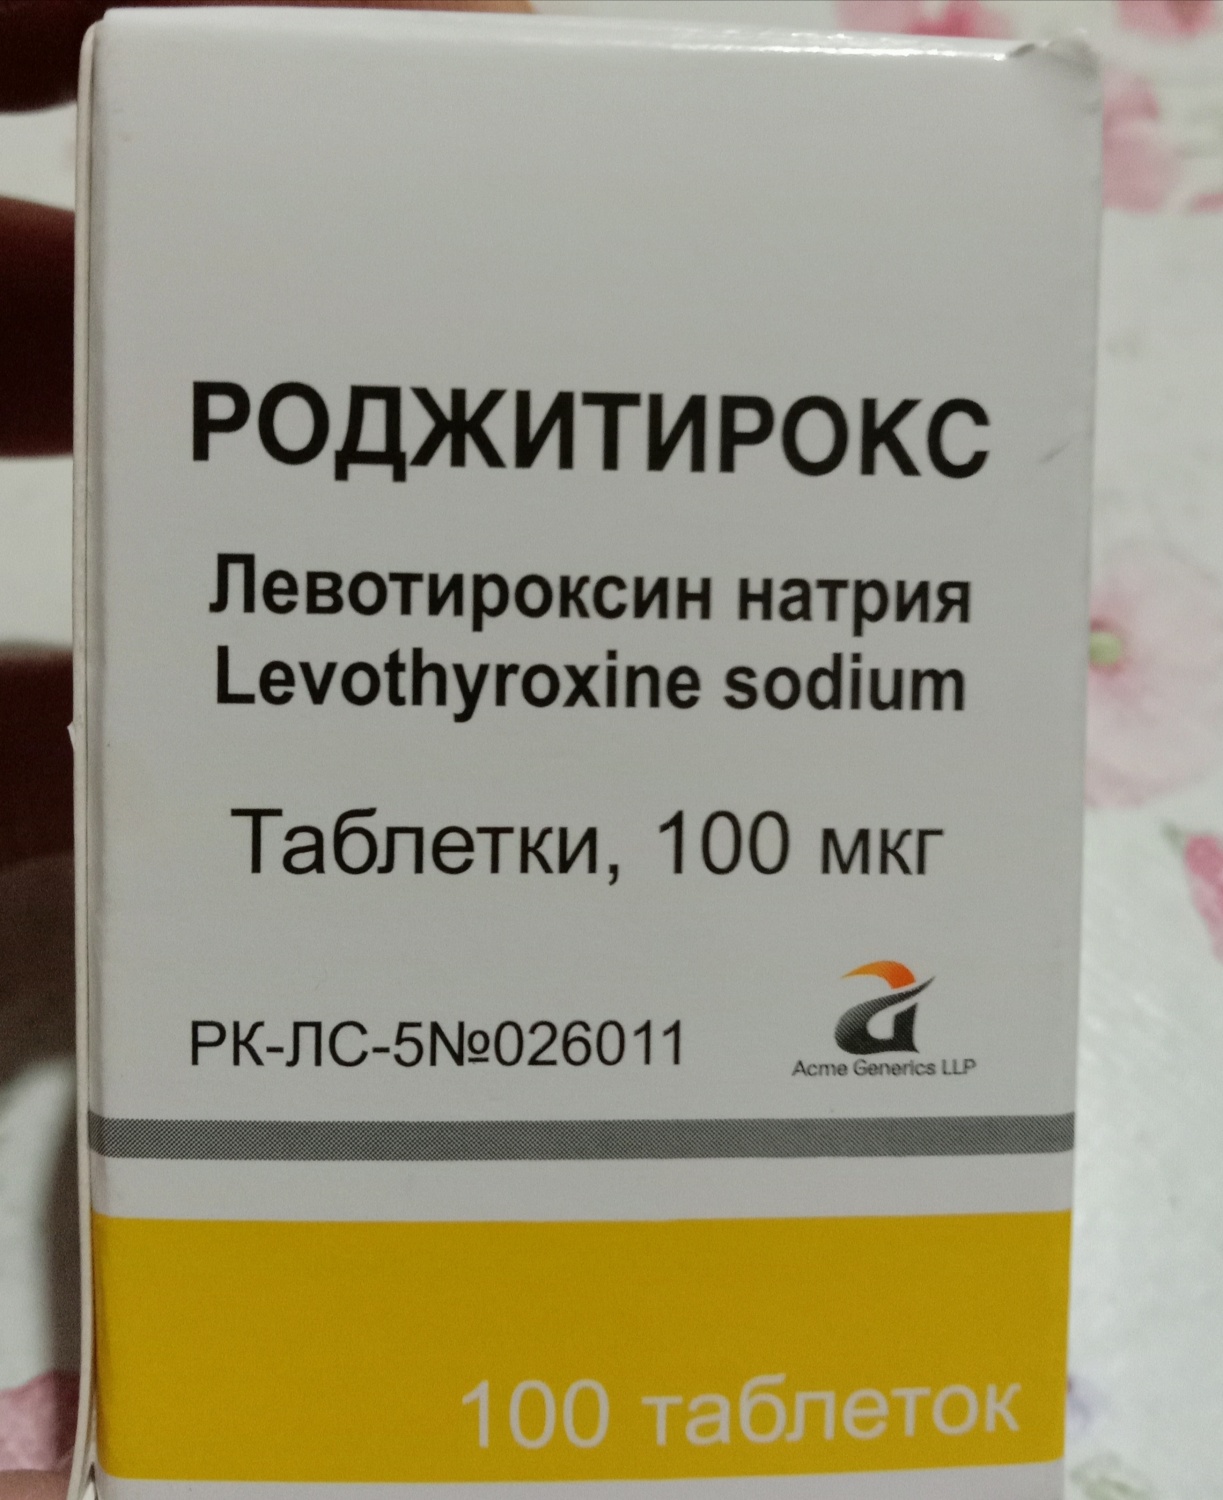 РОДЖИТИРОКС
Левотироксин натрия
Levothyroxine sodium
Таблетки, 100 мкг
РК-ЛС-5№026011
Acme Generics LLP
100 таблеток